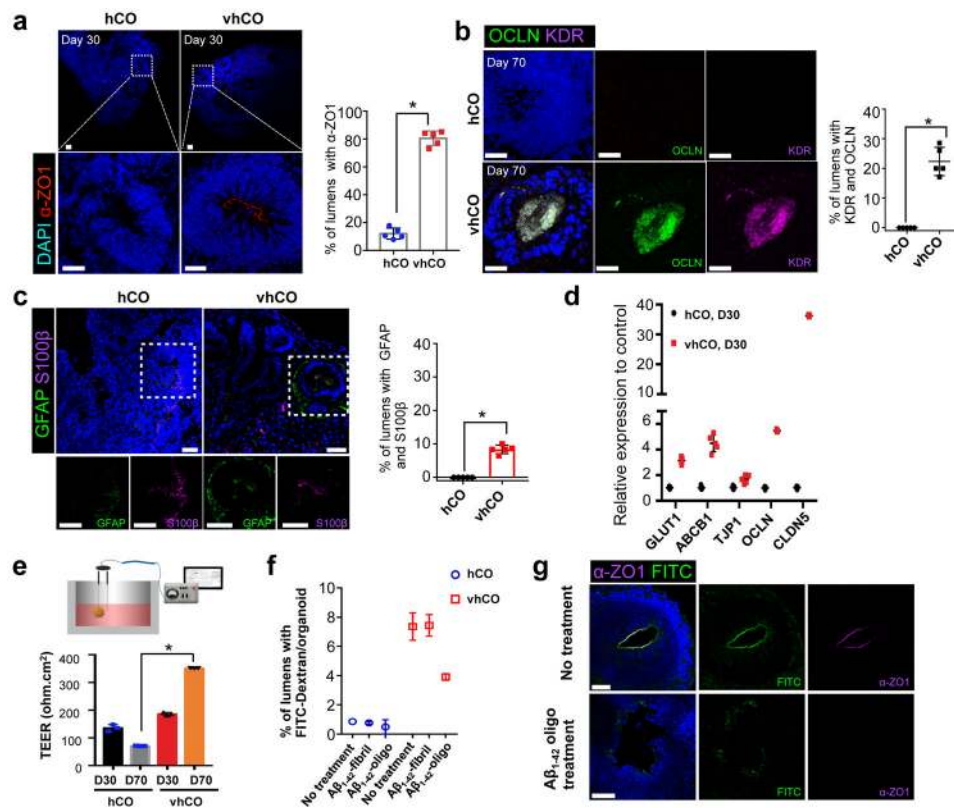 a
hCO
vhCO
Day 30
Day 30
DAPI α-ZO1
% of lumens with α-ZO1
100
80
60
40
20
0
*
hCO vhCO
b
OCLN KDR
Day 70
hCO
OCLN
KDR
Day 70
vhCO
OCLN
KDR
% of lumens with
KDR and OCLN
40
30
20
10
0
*
hCO
vhCO
c
hCO
vhCO
GFAP S100β
GFAP
S100β
GFAP
S100β
% of lumens with GFAP
and S100β
40
30
20
10
0
*
hCO
vhCO
d
Relative expression to control
40
36
32
28
24
6
4
2
0
hCO, D30
vhCO, D30
GLUT1
ABCB1
TJP1
OCLN
CLDN5
e
TEER (ohm.cm²)
400
300
200
100
0
*
D30 D70 D30 D70
hCO
vhCO
f
% of lumens with
FITC-Dextran/organoid
10
8
6
4
2
0
hCO
vhCO
No treatment
Aβ1-42-fibril
Aβ1-42-oligo
No treatment
Aβ1-42-fibril
Aβ1-42-oligo
g
α-ZO1 FITC
No treatment
FITC
α-ZO1
Aβ1-42 oligo
treatment
FITC
α-ZO1